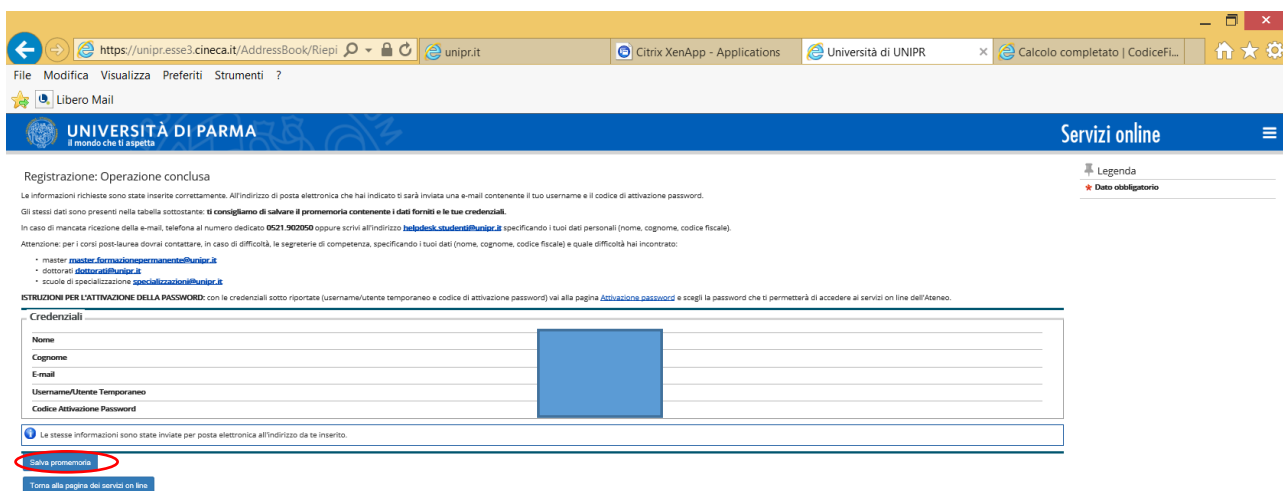 https://unipr.esse3.cineca.it/AddressBook/Riepi
unipr.it
Citrix XenApp - Applications
Università di UNIPR
Calcolo completato | CodiceFi...
File Modifica Visualizza Preferiti Strumenti ?
Libero Mail
UNIVERSITÀ DI PARMA
il mondo che ti aspetta
Servizi online
Registrazione: Operazione conclusa
Legenda
Dato obbligatorio
Le informazioni richieste sono state inserite correttamente. All'indirizzo di posta elettronica che hai indicato ti sarà inviata una e-mail contenente il tuo username e il codice di attivazione password.
Gli stessi dati sono presenti nella tabella sottostante: ti consigliamo di salvare il promemoria contenente i dati forniti e le tue credenziali.
In caso di mancata ricezione della e-mail, telefona al numero dedicato 0521.902050 oppure scrivi all'indirizzo helpdesk.studenti@unipr.it specificando i tuoi dati personali (nome, cognome, codice fiscale).
Attenzione: per i corsi post-laurea dovrai contattare, in caso di difficoltà, le segreterie di competenza, specificando i tuoi dati (nome, cognome, codice fiscale) e quale difficoltà hai incontrato:
• master master.formazionepermanente@unipr.it
• dottorati dottorati@unipr.it
• scuole di specializzazione specializzazioni@unipr.it
ISTRUZIONI PER L'ATTIVAZIONE DELLA PASSWORD: con le credenziali sotto riportate (username/utente temporaneo e codice di attivazione password) vai alla pagina Attivazione password e scegli la password che ti permetterà di accedere ai servizi on line dell'Ateneo.
Credenziali
Nome
Cognome
E-mail
Username/Utente Temporaneo
Codice Attivazione Password
Le stesse informazioni sono state inviate per posta elettronica all'indirizzo da te inserito.
Salva promemoria
Torna alla pagina dei servizi on line